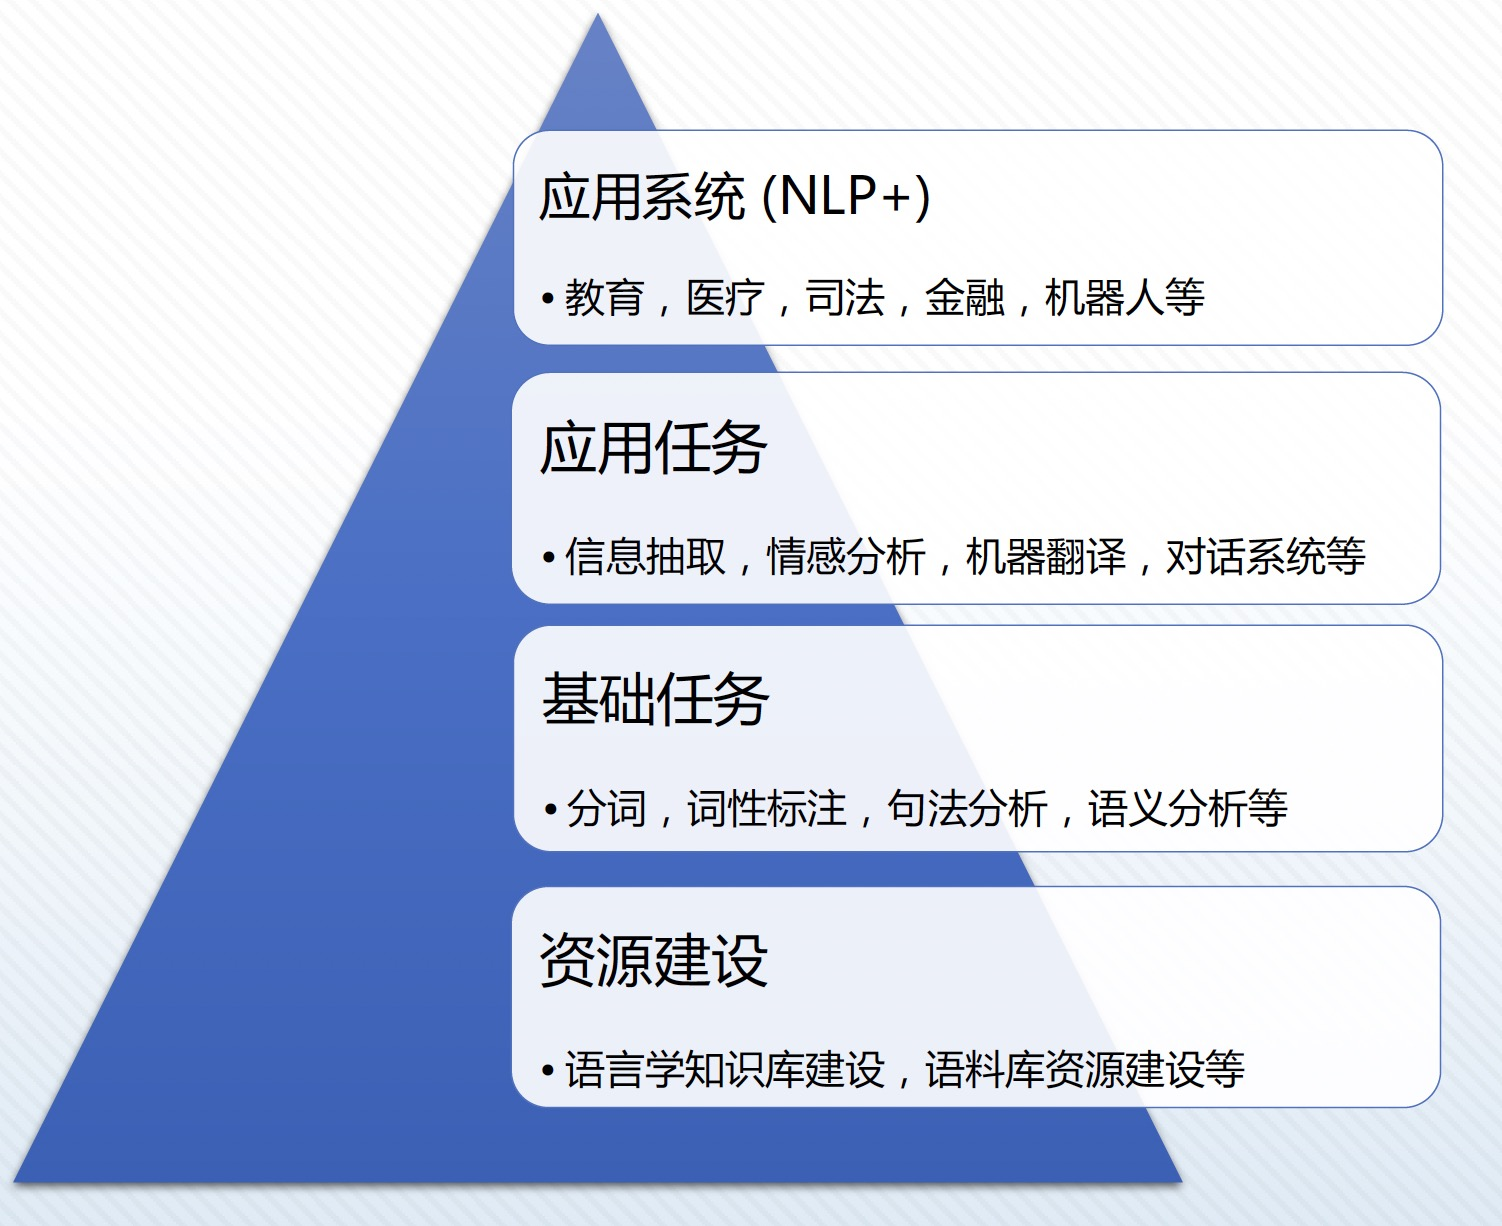 应用系统 (NLP+)
• 教育，医疗，司法，金融，机器人等
应用任务
• 信息抽取，情感分析，机器翻译，对话系统等
基础任务
• 分词，词性标注，句法分析，语义分析等
资源建设
• 语言学知识库建设，语料库资源建设等